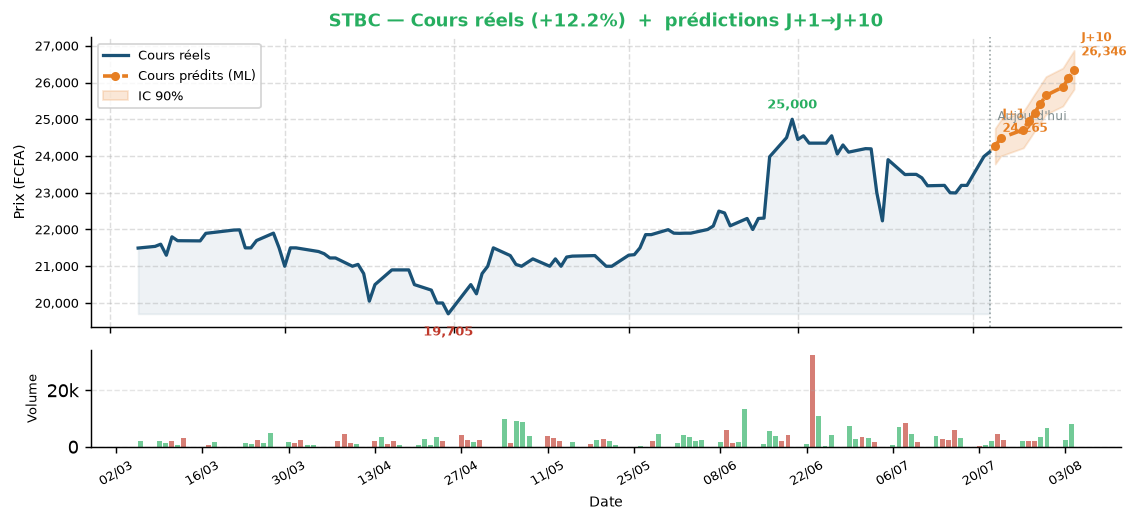 STBC — Cours réels (+12.2%)  +  prédictions J+1→J+10
27,000
26,000
25,000
24,000
23,000
22,000
21,000
20,000
Prix (FCFA)
Cours réels
Cours prédits (ML)
IC 90%
25,000
19,705
J+10
26,346
Aujourd'hui
J+1
24,265
20k
0
Volume
02/03
16/03
30/03
13/04
27/04
11/05
25/05
08/06
22/06
06/07
20/07
03/08
Date